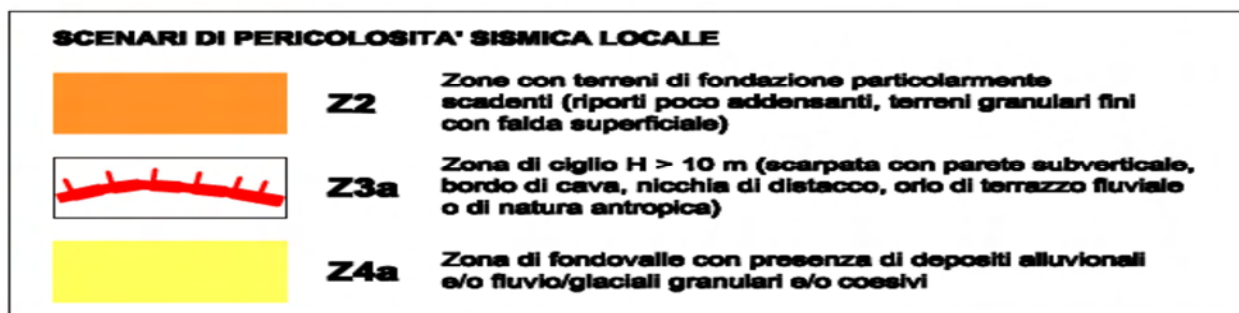 SCENARI DI PERICOLOSITA' SISMICA LOCALE
Z2
Zone con terreni di fondazione particolarmente
scadenti (riporti poco addensanti, terreni granulari fini
con falda superficiale)
Z3a
Zona di ciglio H > 10 m (scarpata con parete subverticale,
bordo di cava, nicchia di distacco, orlo di terrazzo fluviale
o di natura antropica)
Z4a
Zona di fondovalle con presenza di depositi alluvionali
e/o fluvio/glaciali granulari e/o coesivi